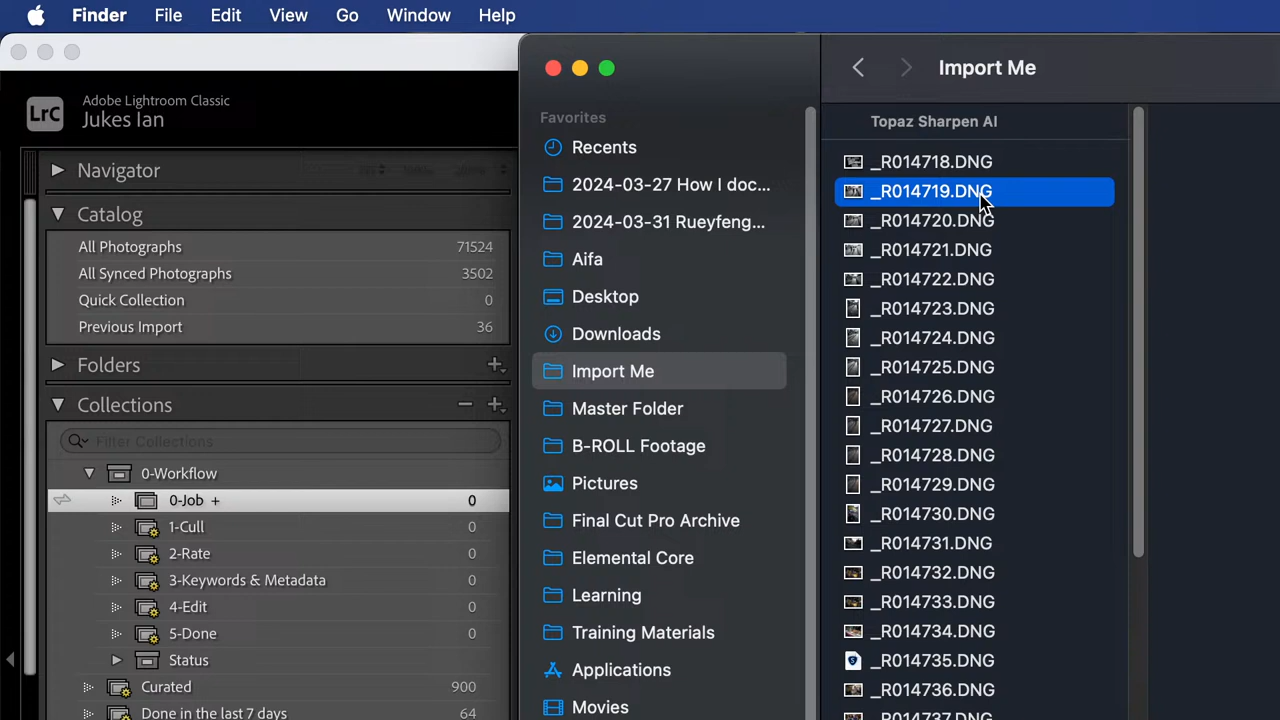 Finder File Edit View Go Window Help
LrC
Adobe Lightroom Classic
Jukes Ian
Navigator
Catalog
All Photographs 71524
All Synced Photographs 3502
Quick Collection 0
Previous Import 36
Folders
Collections
Filter Collections
0-Workflow
0-Job + 0
1-Cull 0
2-Rate 0
3-Keywords & Metadata 0
4-Edit 0
5-Done 0
Status
Curated 900
Done in the last 7 days 64
Favorites
Recents
2024-03-27 How I doc...
2024-03-31 Rueyfeng...
Aifa
Desktop
Downloads
Import Me
Master Folder
B-ROLL Footage
Pictures
Final Cut Pro Archive
Elemental Core
Learning
Training Materials
Applications
Movies
Import Me
Topaz Sharpen AI
_R014718.DNG
_R014719.DNG
_R014720.DNG
_R014721.DNG
_R014722.DNG
_R014723.DNG
_R014724.DNG
_R014725.DNG
_R014726.DNG
_R014727.DNG
_R014728.DNG
_R014729.DNG
_R014730.DNG
_R014731.DNG
_R014732.DNG
_R014733.DNG
_R014734.DNG
_R014735.DNG
_R014736.DNG
_R014737.DNG